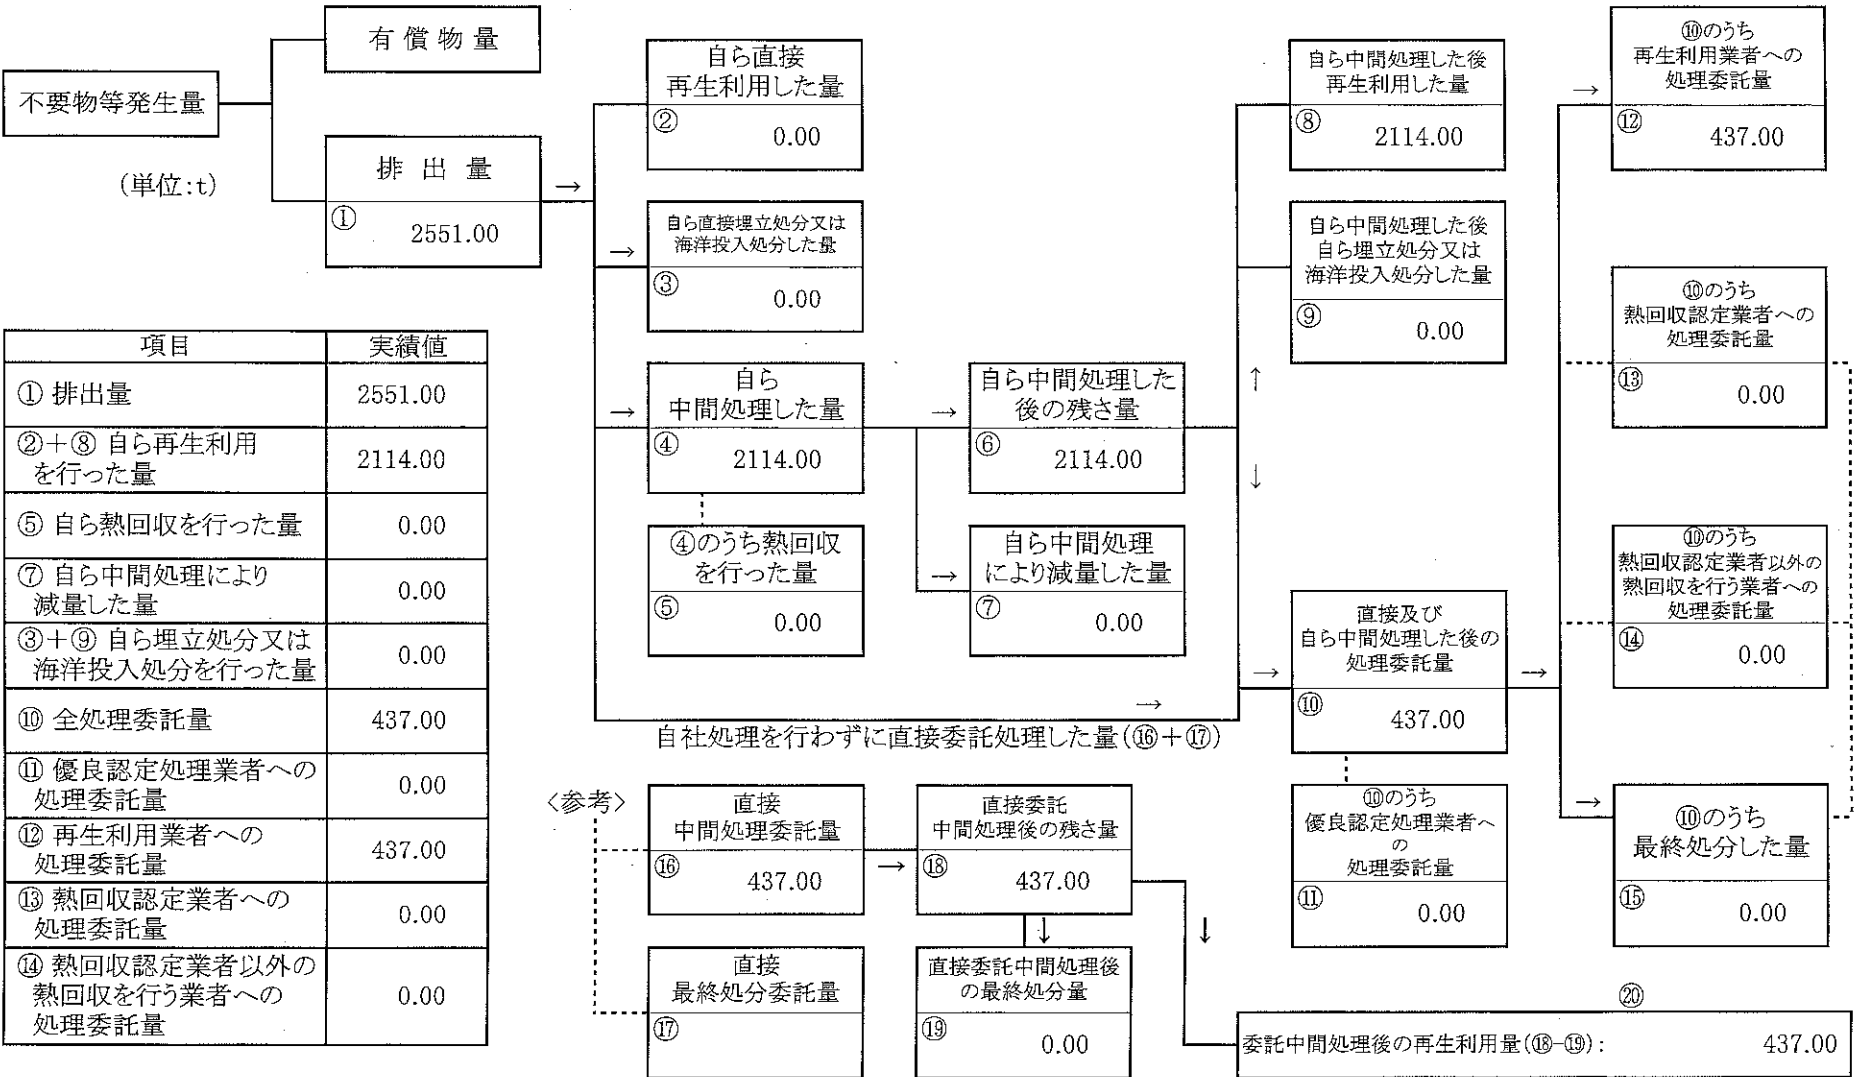 不要物等発生量
(単位:t)
有償物量
排出量
① 2551.00
自ら直接
再生利用した量
② 0.00
自ら直接埋立処分又は
海洋投入処分した量
③ 0.00
自ら
中間処理した量
④ 2114.00
④のうち熱回収
を行った量
⑤ 0.00
自ら中間処理した
後の残さ量
⑥ 2114.00
自ら中間処理
により減量した量
⑦ 0.00
自ら中間処理した後
再生利用した量
⑧ 2114.00
自ら中間処理した後
自ら埋立処分又は
海洋投入処分した量
⑨ 0.00
直接及び
自ら中間処理した後の
処理委託量
⑩ 437.00
⑩のうち
優良認定処理業者へ
の
処理委託量
⑪ 0.00
⑩のうち
再生利用業者への
処理委託量
⑫ 437.00
⑩のうち
熱回収認定業者への
処理委託量
⑬ 0.00
⑩のうち
熱回収認定業者以外の
熱回収を行う業者への
処理委託量
⑭ 0.00
⑩のうち
最終処分した量
⑮ 0.00
自社処理を行わずに直接委託処理した量(⑯+⑰)
<参考>
直接
中間処理委託量
⑯ 437.00
直接
最終処分委託量
⑰
直接委託
中間処理後の残さ量
⑱ 437.00
直接委託中間処理後
の最終処分量
⑲ 0.00
⑳
委託中間処理後の再生利用量(⑱-⑲): 437.00
項目 実績値
① 排出量 2551.00
②+⑧ 自ら再生利用
を行った量 2114.00
⑤ 自ら熱回収を行った量 0.00
⑦ 自ら中間処理により
減量した量 0.00
③+⑨ 自ら埋立処分又は
海洋投入処分を行った量 0.00
⑩ 全処理委託量 437.00
⑪ 優良認定処理業者への
処理委託量 0.00
⑫ 再生利用業者への
処理委託量 437.00
⑬ 熱回収認定業者への
処理委託量 0.00
⑭ 熱回収認定業者以外の
熱回収を行う業者への
処理委託量 0.00